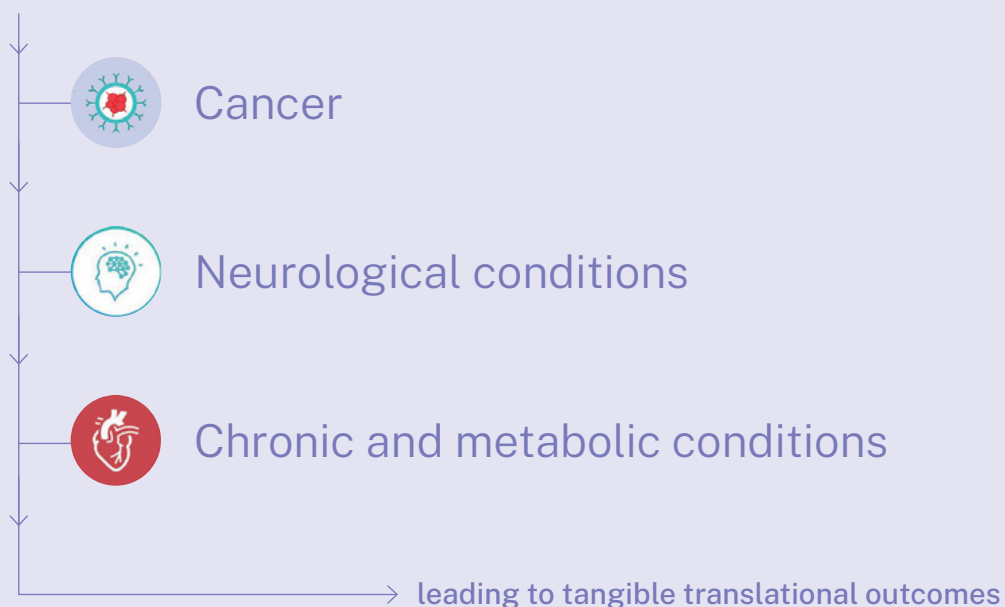 Cancer
Neurological conditions
Chronic and metabolic conditions
leading to tangible translational outcomes